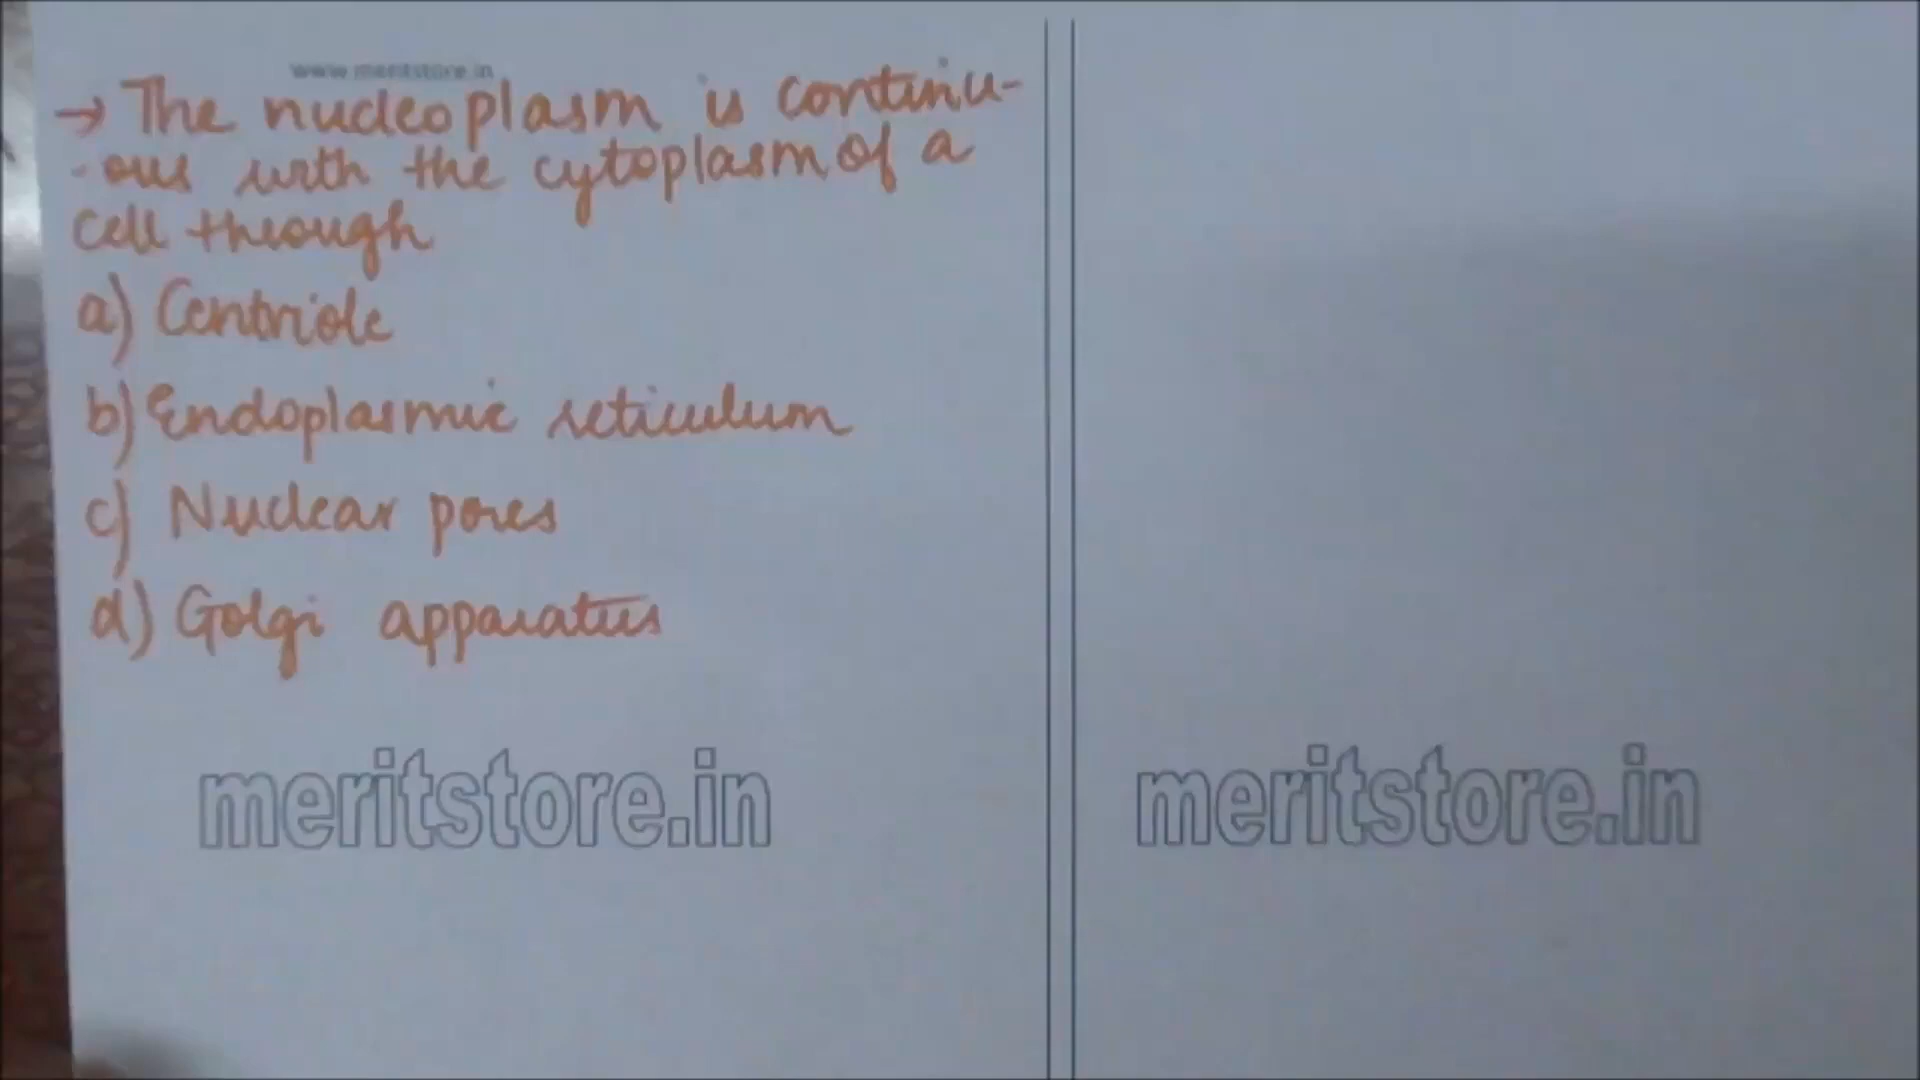 www.meritstore.in
→ The nucleoplasm is continu-
-ous with the cytoplasm of a
cell through
a) Centriole
b) Endoplasmic reticulum
c) Nuclear pores
d) Golgi apparatus
meritstore.in meritstore.in